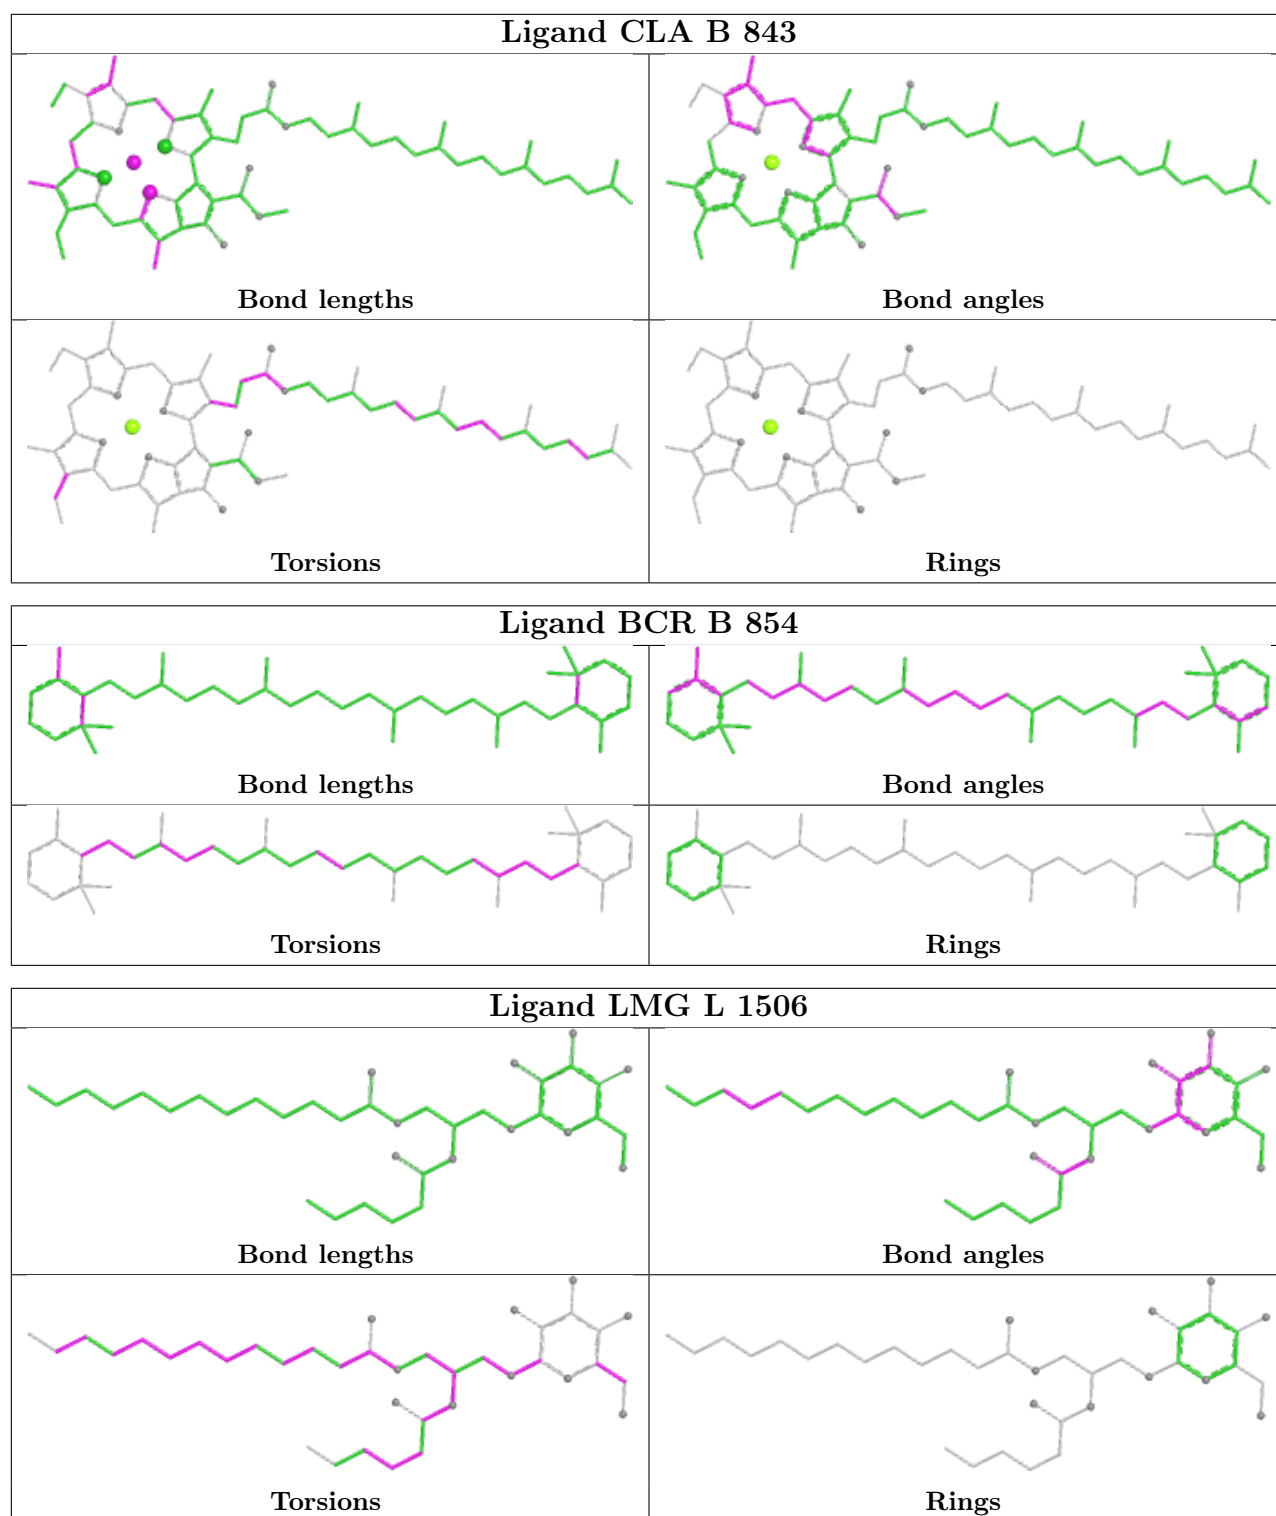 Ligand CLA B 843
Bond lengths
Bond angles
Torsions
Rings
Ligand BCR B 854
Bond lengths
Bond angles
Torsions
Rings
Ligand LMG L 1506
Bond lengths
Bond angles
Torsions
Rings